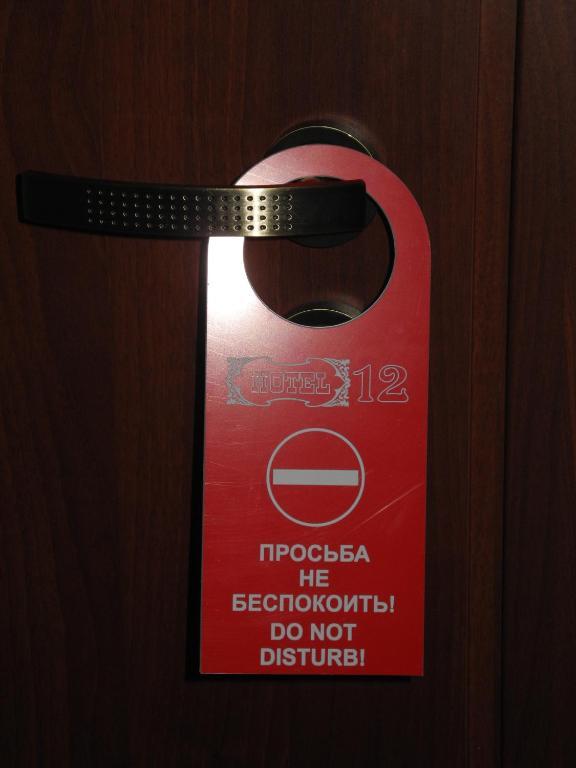 HOTEL 12
ПРОСЬБА
НЕ
БЕСПОКОИТЬ!
DO NOT
DISTURB!